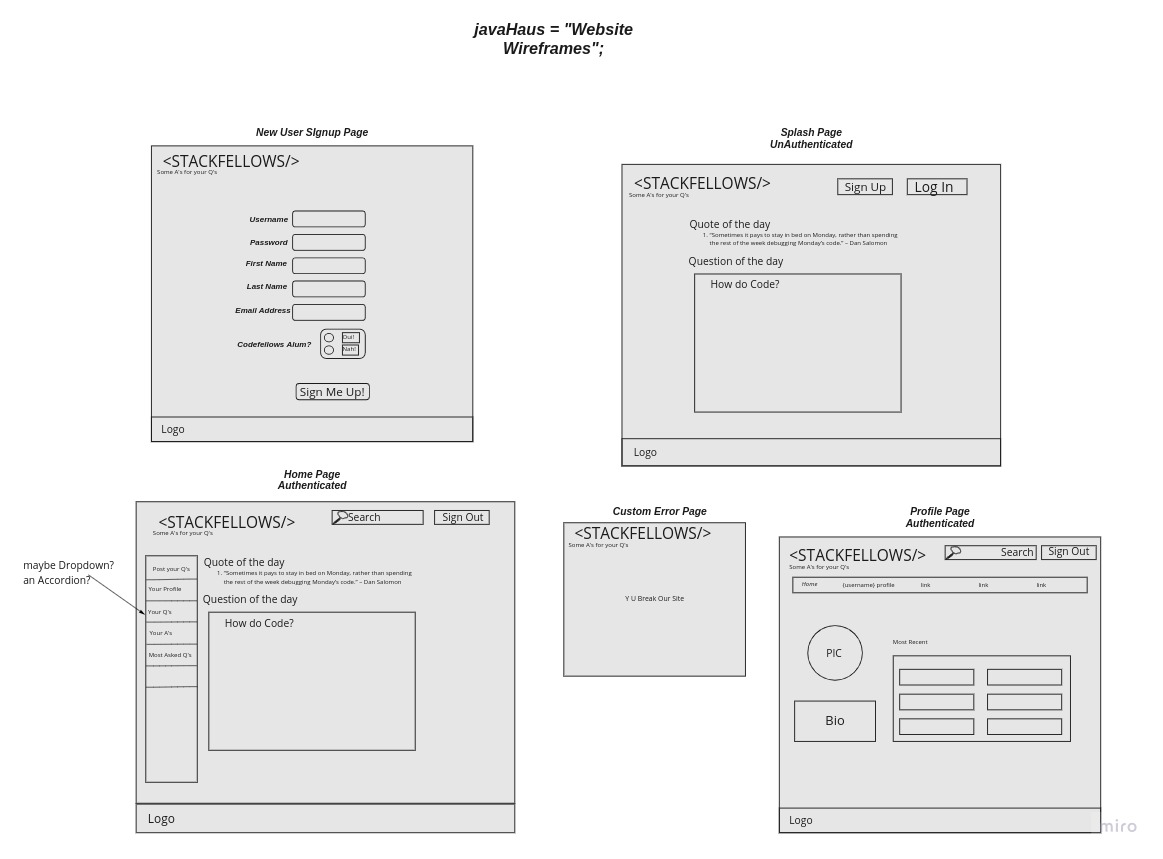 javaHaus = "Website
Wireframes";
New User SIgnup Page
<STACKFELLOWS/>
Some A's for your Q's
Username
Password
First Name
Last Name
Email Address
Codefellows Alum?
Oui!
Nah!
Sign Me Up!
Logo
Splash Page
UnAuthenticated
<STACKFELLOWS/>
Some A's for your Q's
Sign Up
Log In
Quote of the day
1. "Sometimes it pays to stay in bed on Monday, rather than spending
the rest of the week debugging Monday's code." – Dan Salomon
Question of the day
How do Code?
Logo
Home Page
Authenticated
<STACKFELLOWS/>
Some A's for your Q's
Search
Sign Out
maybe Dropdown?
an Accordion?
Post your Q's
Your Profile
Your Q's
Your A's
Most Asked Q's
Quote of the day
1. "Sometimes it pays to stay in bed on Monday, rather than spending
the rest of the week debugging Monday's code." – Dan Salomon
Question of the day
How do Code?
Logo
Custom Error Page
<STACKFELLOWS/>
Some A's for your Q's
Y U Break Our Site
Profile Page
Authenticated
<STACKFELLOWS/>
Some A's for your Q's
Search
Sign Out
Home (username) profile link link link
PIC
Bio
Most Recent
Logo
miro